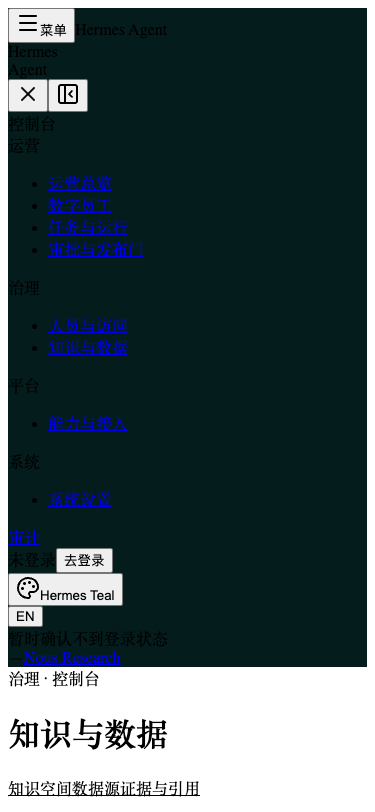 菜单 Hermes Agent
Hermes
Agent
控制台
运营
运营总览
数字员工
任务与运行
审批与发布门
治理
人员与访问
知识与数据
平台
能力与接入
系统
系统设置
审计
未登录 去登录
Hermes Teal
EN
暂时确认不到登录状态
Nous Research
治理 · 控制台
知识与数据
知识空间数据源证据与引用